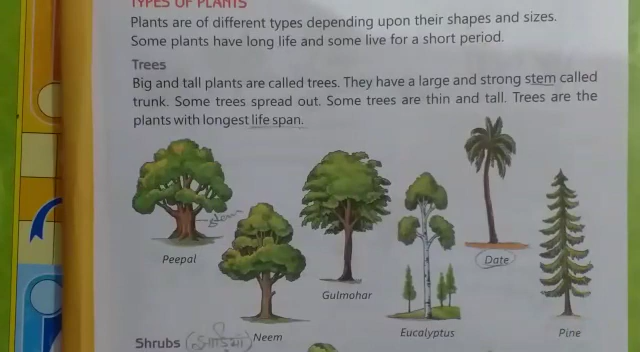 TYPES OF PLANTS
Plants are of different types depending upon their shapes and sizes.
Some plants have long life and some live for a short period.
Trees
Big and tall plants are called trees. They have a large and strong stem called
trunk. Some trees spread out. Some trees are thin and tall. Trees are the
plants with longest life span.
Peepal
Neem
Gulmohar
Eucalyptus
Date
Pine
Shrubs